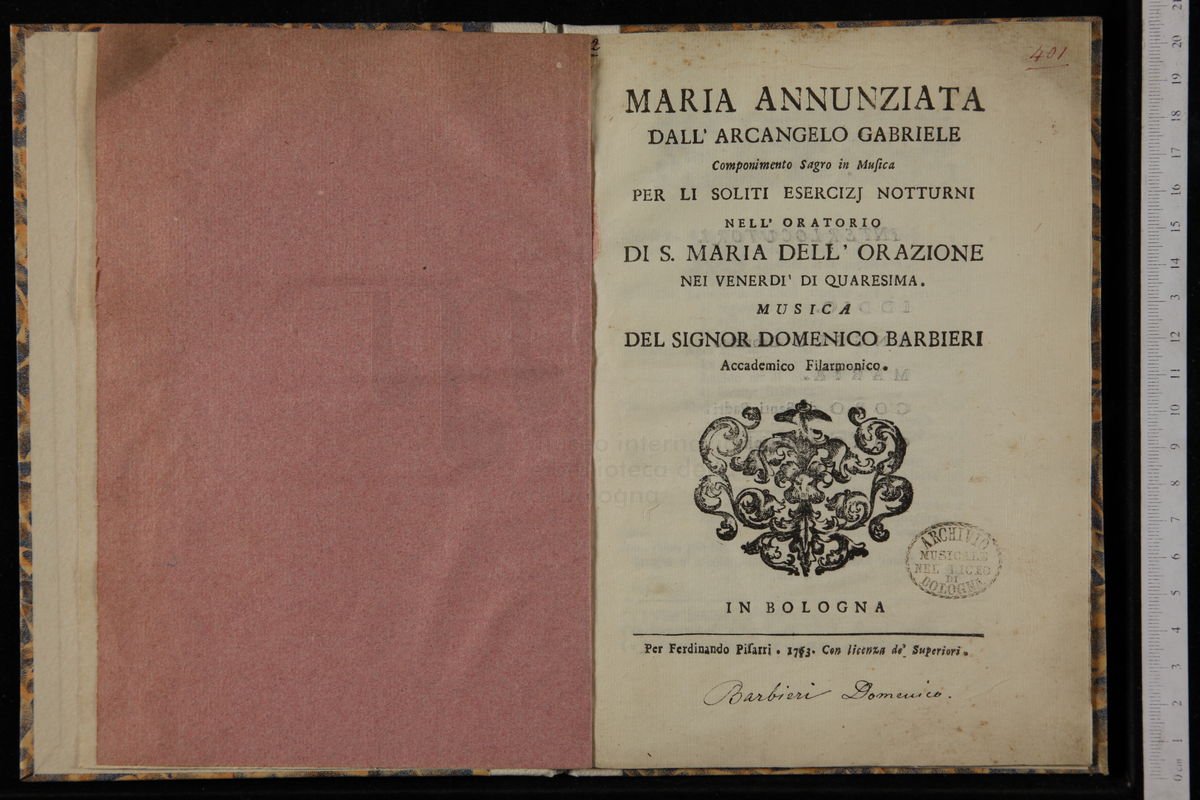 401
MARIA ANNUNZIATA
DALL' ARCANGELO GABRIELE
Componimento Sagro in Muſica
PER LI SOLITI ESERCIZJ NOTTURNI
NELL' ORATORIO
DI S. MARIA DELL' ORAZIONE
NEI VENERDI' DI QUARESIMA.
MUSICA
DEL SIGNOR DOMENICO BARBIERI
Accademico Filarmonico.
ARCHIVIO
MUSICALE
NEL LICEO
DI
BOLOGNA
IN BOLOGNA
Per Ferdinando Piſarri. 1763. Con licenza de' Superiori.
Barbieri Domenico.